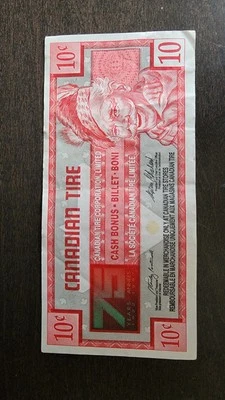 10¢
10
CANADIAN TIRE
CANADIAN TIRE CORPORATION, LIMITED
CASH BONUS • BILLET-BONI
LA SOCIÉTÉ CANADIAN TIRE LIMITÉE
75
YEARS
REDEEMABLE IN MERCHANDISE ONLY AT CANADIAN TIRE STORES
REMBOURSABLE EN MARCHANDISE UNIQUEMENT AUX MAGASINS CANADIAN TIRE
10¢
10¢